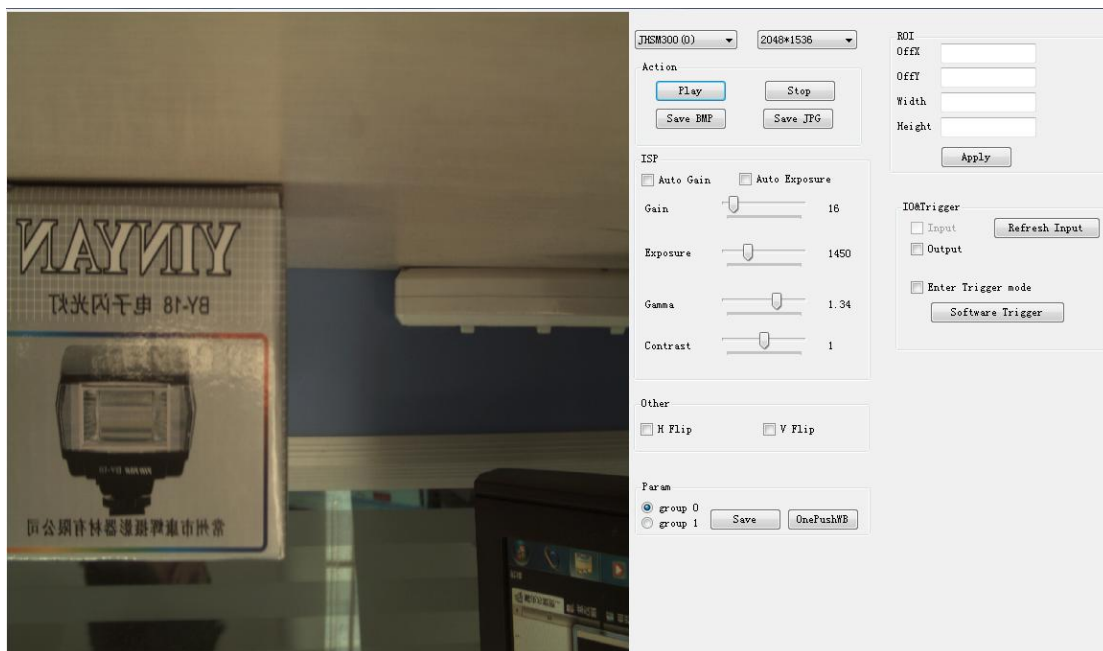 YINYAN
BY-18 电子闪光灯
常州市康辉摄影器材有限公司
JHSM300(0)
2048*1536
Action
Play
Stop
Save BMP
Save JPG
ISP
Auto Gain
Auto Exposure
Gain
16
Exposure
1450
Gamma
1.34
Contrast
1
Other
H Flip
V Flip
Param
group 0
group 1
Save
OnePushWB
ROI
OffX
OffY
Width
Height
Apply
IO&Trigger
Input
Refresh Input
Output
Enter Trigger mode
Software Trigger